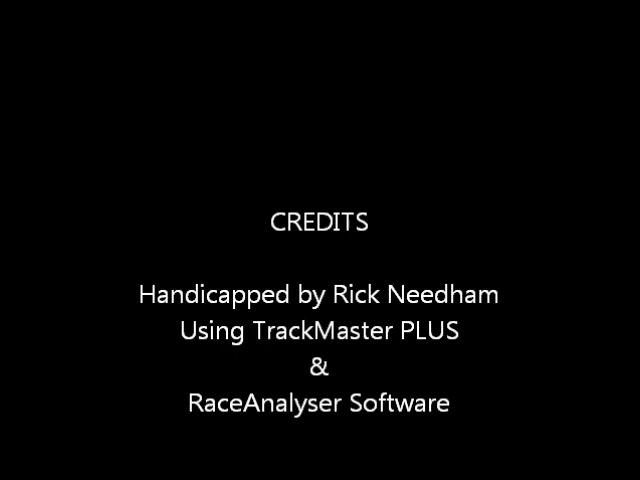 CREDITS
Handicapped by Rick Needham
Using TrackMaster PLUS
&
RaceAnalyser Software